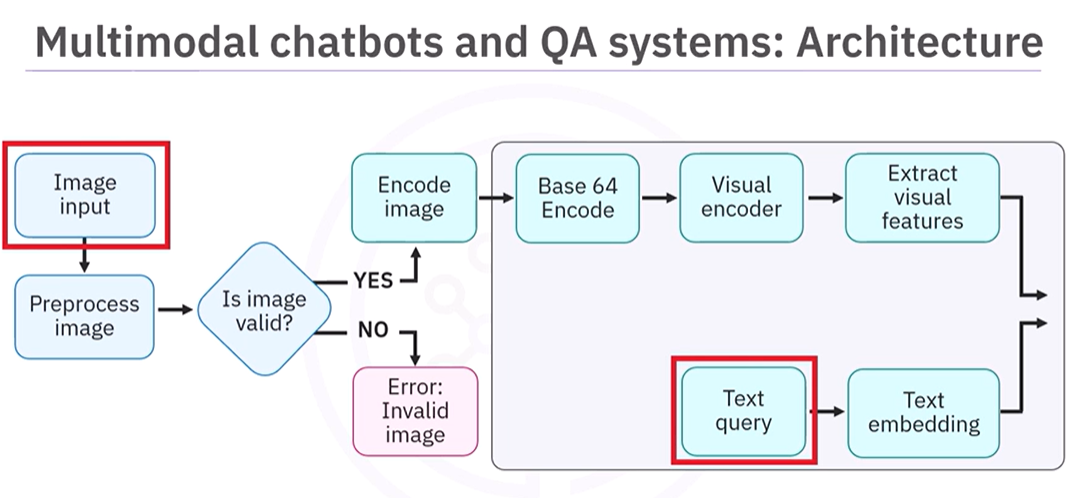 Multimodal chatbots and QA systems: Architecture
Image
input
Preprocess
image
Is image
valid?
YES
NO
Encode
image
Error:
Invalid
image
Base 64
Encode
Visual
encoder
Extract
visual
features
Text
query
Text
embedding